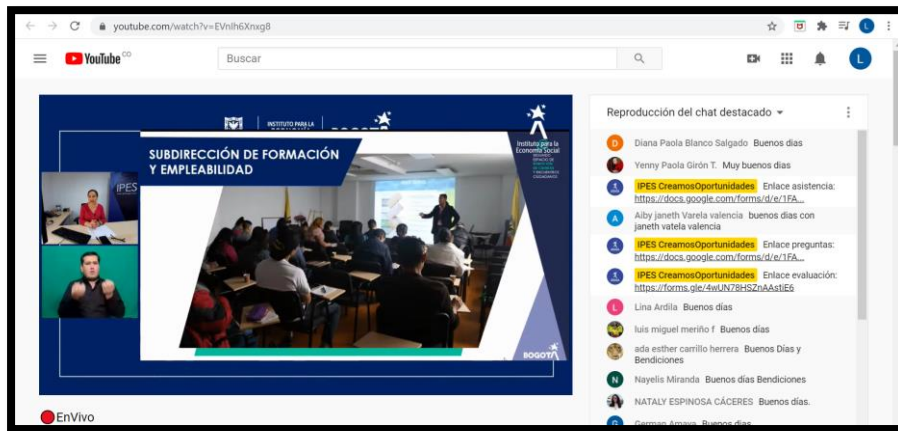 youtube.com/watch?v=EVnIh6Xnxg8
L
YouTube CO
Buscar
L
INSTITUTO PARA LA
SUBDIRECCIÓN DE FORMACIÓN
Y EMPLEABILIDAD
IPES
Instituto para la
Economía Social
BOGOTÁ
EnVivo
Reproducción del chat destacado
D Diana Paola Blanco Salgado Buenos dias
Yenny Paola Girón T. Muy buenos dias
IPES CreamosOportunidades Enlace asistencia:
https://docs.google.com/forms/d/e/1FA...
A Aiby janeth Varela valencia buenos dias con
janeth vatela valencia
IPES CreamosOportunidades Enlace preguntas:
https://docs.google.com/forms/d/e/1FA...
IPES CreamosOportunidades Enlace evaluación:
https://forms.gle/4wUN78HSZnAAstiE6
L Lina Ardila Buenos días
luis miguel meriño f Buenos días
ada esther carrillo herrera Buenos Días y
Bendiciones
N Nayelis Miranda Buenos días Bendiciones
NATALY ESPINOSA CÁCERES Buenos días.
G German Amaya Buenos dias